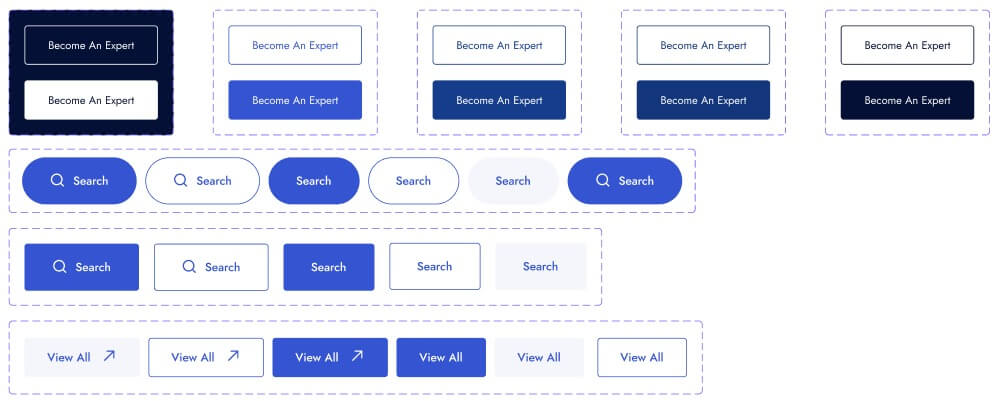 Become An Expert Become An Expert Become An Expert Become An Expert Become An Expert
Become An Expert Become An Expert Become An Expert Become An Expert Become An Expert
Search Search Search Search Search Search
Search Search Search Search Search
View All View All View All View All View All View All